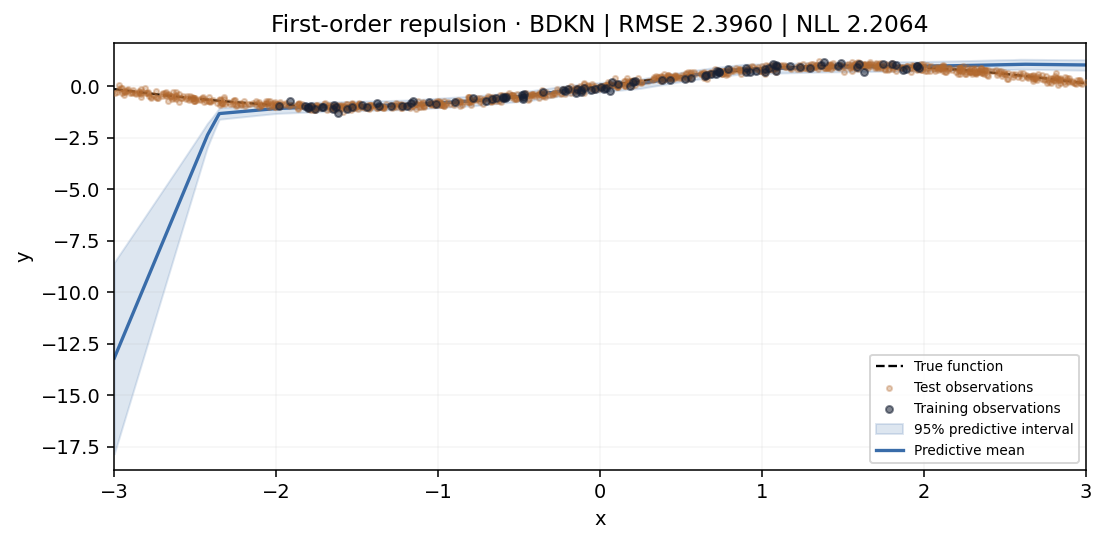 First-order repulsion · BDKN | RMSE 2.3960 | NLL 2.2064
0.0
−2.5
−5.0
−7.5
−10.0
−12.5
−15.0
−17.5
y
True function
Test observations
Training observations
95% predictive interval
Predictive mean
−3 −2 −1 0 1 2 3
x